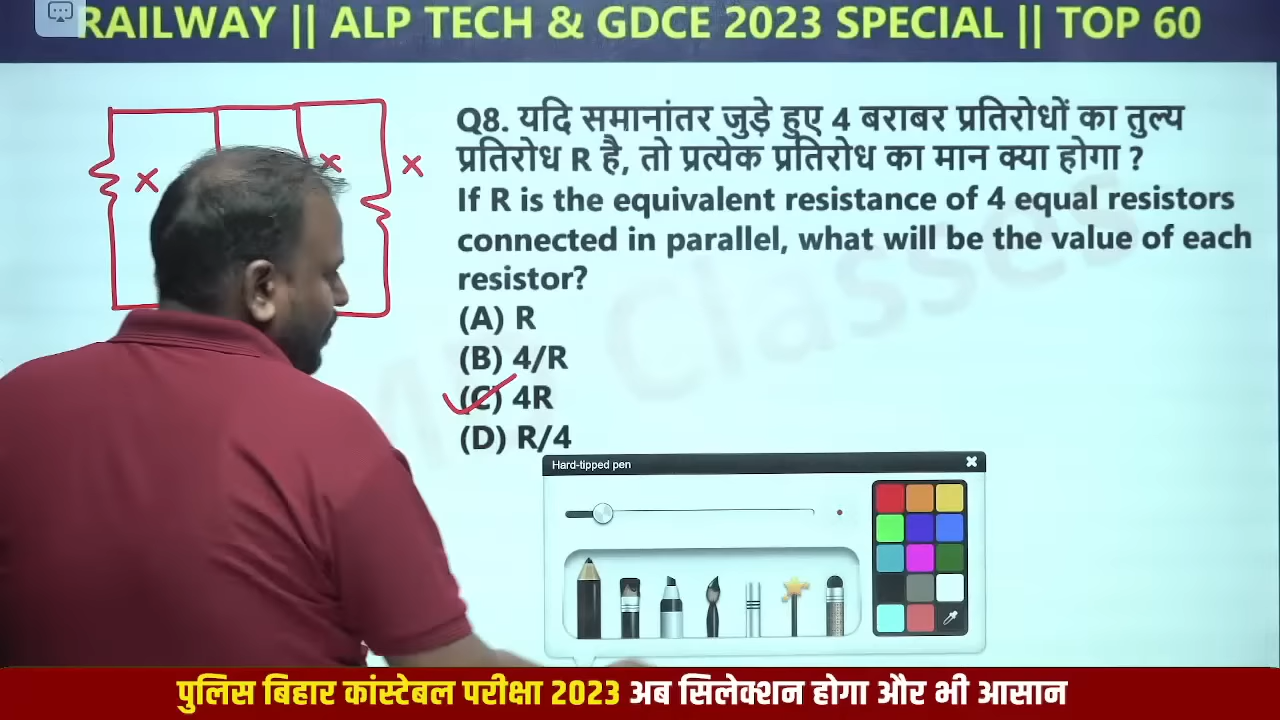 RAILWAY || ALP TECH & GDCE 2023 SPECIAL || TOP 60
Q8. यदि समानांतर जुड़े हुए 4 बराबर प्रतिरोधों का तुल्य
प्रतिरोध R है, तो प्रत्येक प्रतिरोध का मान क्या होगा ?
If R is the equivalent resistance of 4 equal resistors
connected in parallel, what will be the value of each
resistor?
(A) R
(B) 4/R
(C) 4R
(D) R/4
x
x
x
Classes
Hard-tipped pen
पुलिस बिहार कांस्टेबल परीक्षा 2023 अब सिलेक्शन होगा और भी आसान